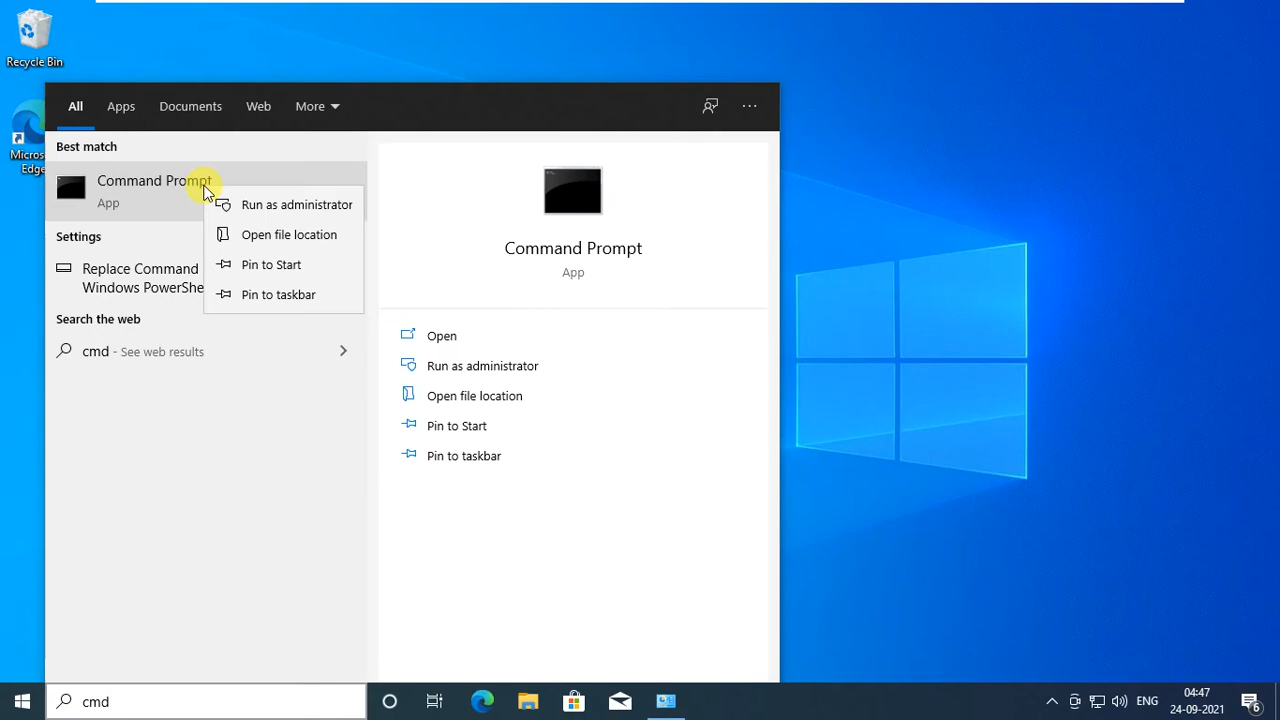 Recycle Bin
Micros
Edge
All Apps Documents Web More
Best match
Command Prompt
App
Run as administrator
Open file location
Pin to Start
Pin to taskbar
Settings
Replace Command
Windows PowerShe
Search the web
cmd - See web results
Command Prompt
App
Open
Run as administrator
Open file location
Pin to Start
Pin to taskbar
cmd
ENG
04:47
24-09-2021
6